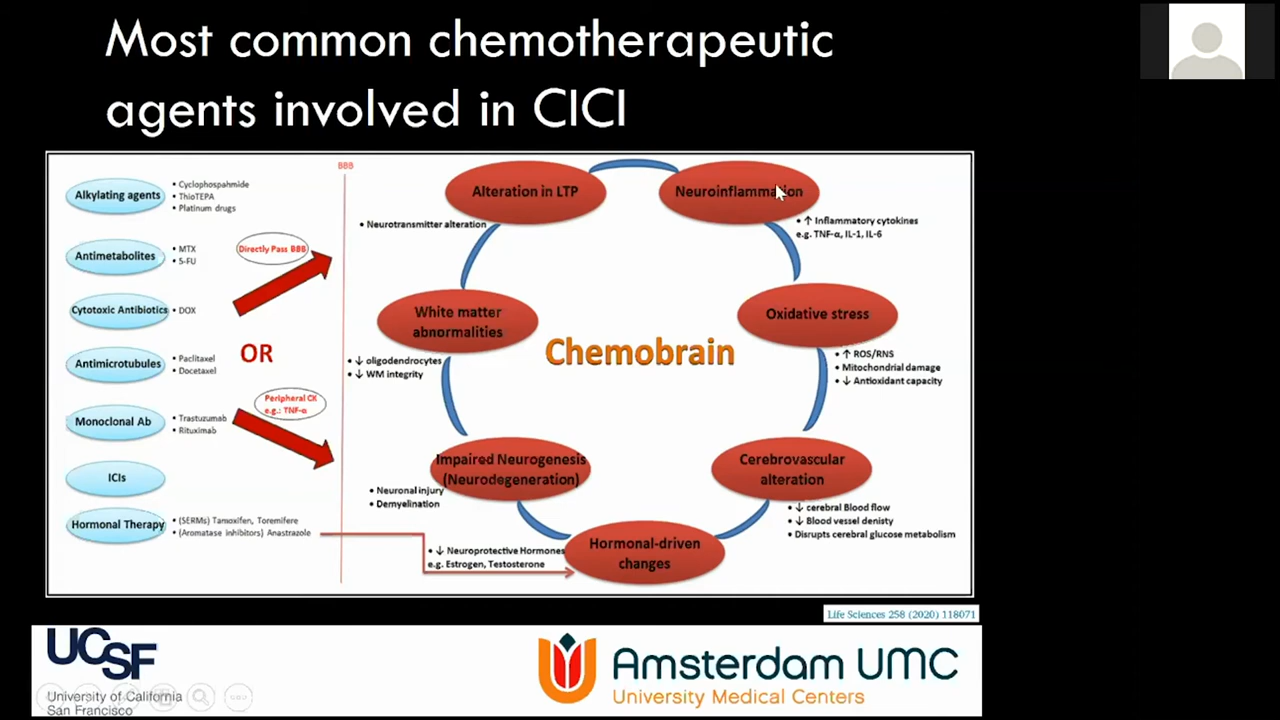 Most common chemotherapeutic
agents involved in CICI
BBB
Alkylating agents
• Cyclophospahmide
• ThioTEPA
• Platinum drugs
Antimetabolites
• MTX
• 5-FU
Cytotoxic Antibiotics
• DOX
Antimicrotubules
• Paclitaxel
• Docetaxel
Monoclonal Ab
• Trastuzumab
• Rituximab
ICIs
Hormonal Therapy
• (SERMs) Tamoxifen, Toremifere
• (Aromatase inhibitors) Anastrazole
Directly Pass BBB
OR
Peripheral CK
e.g.: TNF-α
Alteration in LTP
• Neurotransmitter alteration
Neuroinflammation
• ↑ Inflammatory cytokines
e.g. TNF-α, IL-1, IL-6
White matter
abnormalities
• ↓ oligodendrocytes
• ↓ WM integrity
Chemobrain
Oxidative stress
• ↑ ROS/RNS
• Mitochondrial damage
• ↓ Antioxidant capacity
Impaired Neurogenesis
(Neurodegeneration)
• Neuronal injury
• Demyelination
Cerebrovascular
alteration
• ↓ cerebral Blood flow
• ↓ Blood vessel denisty
• Disrupts cerebral glucose metabolism
Hormonal-driven
changes
• ↓ Neuroprotective Hormones
e.g. Estrogen, Testosterone
Life Sciences 258 (2020) 118071
UCSF
University of California
San Francisco
Amsterdam UMC
University Medical Centers